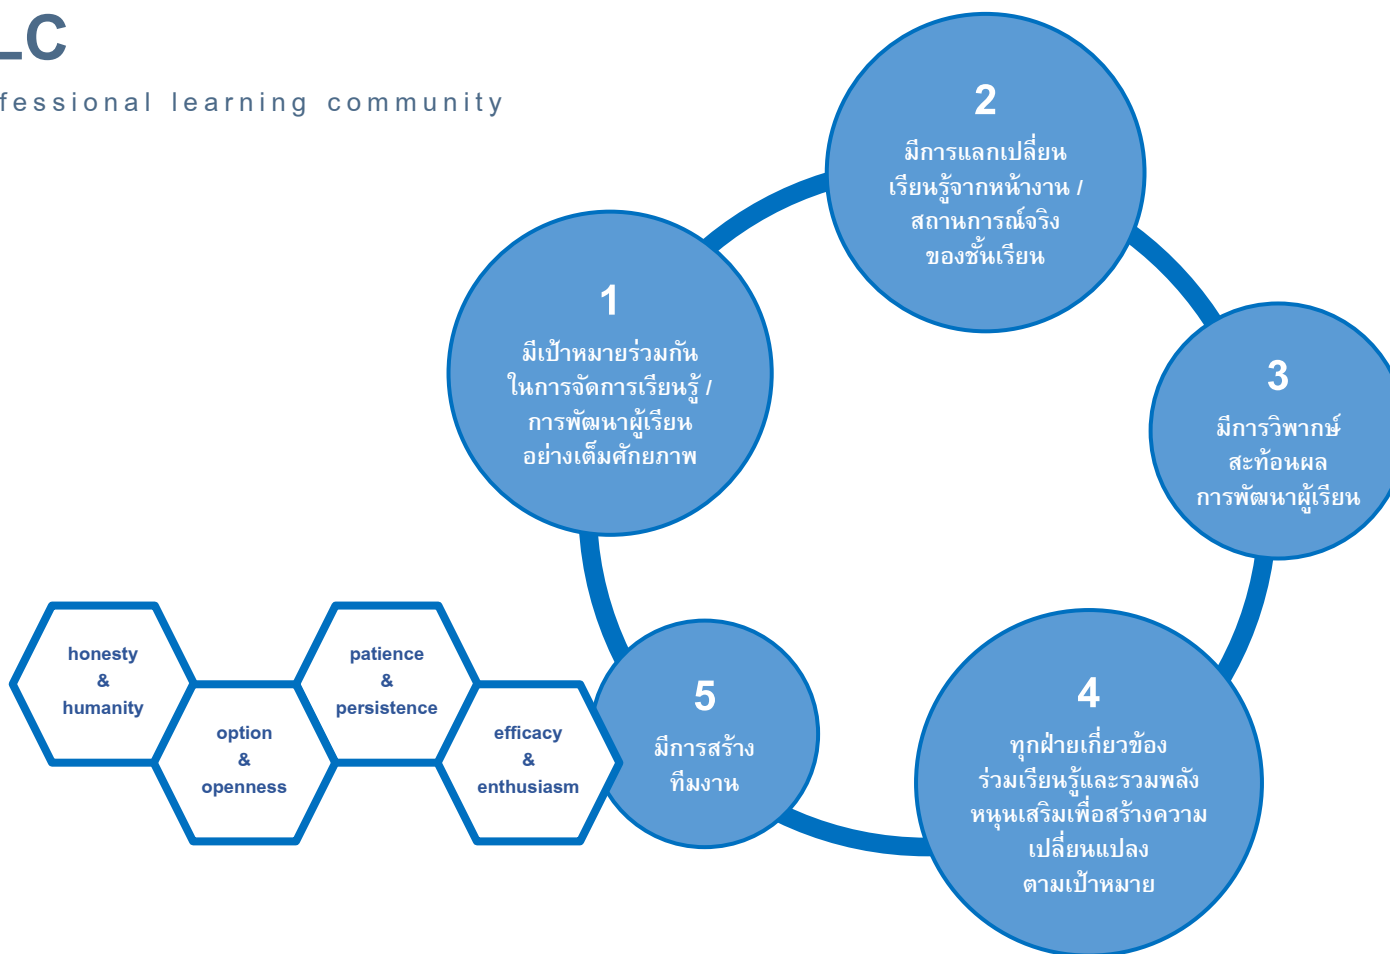 LC
fessional learning community
2
มีการแลกเปลี่ยน
เรียนรู้จากหน้างาน /
สถานการณ์จริง
ของชั้นเรียน
1
มีเป้าหมายร่วมกัน
ในการจัดการเรียนรู้ /
การพัฒนาผู้เรียน
อย่างเต็มศักยภาพ
3
มีการวิพากษ์
สะท้อนผล
การพัฒนาผู้เรียน
4
ทุกฝ่ายเกี่ยวข้อง
ร่วมเรียนรู้และรวมพลัง
หนุนเสริมเพื่อสร้างความ
เปลี่ยนแปลง
ตามเป้าหมาย
5
มีการสร้าง
ทีมงาน
honesty
&
humanity
option
&
openness
patience
&
persistence
efficacy
&
enthusiasm